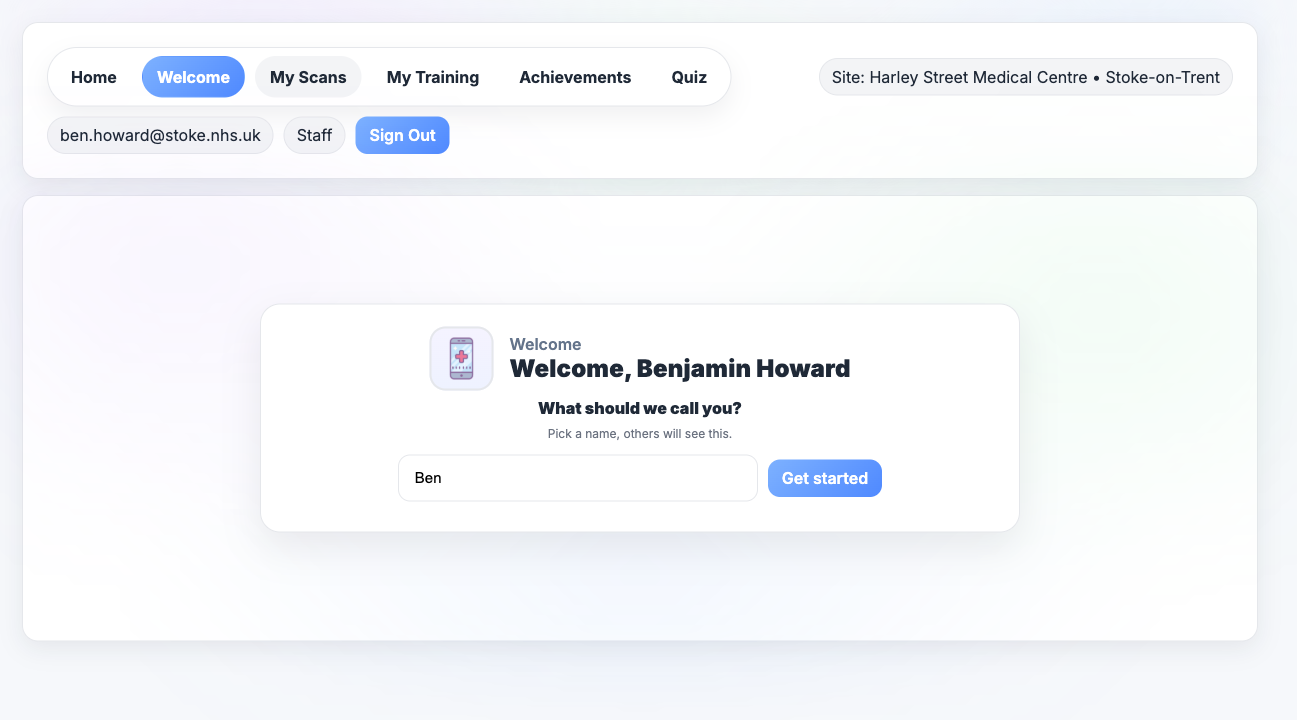 Home Welcome My Scans My Training Achievements Quiz
Site: Harley Street Medical Centre • Stoke-on-Trent
ben.howard@stoke.nhs.uk Staff Sign Out
Welcome
Welcome, Benjamin Howard
What should we call you?
Pick a name, others will see this.
Ben Get started